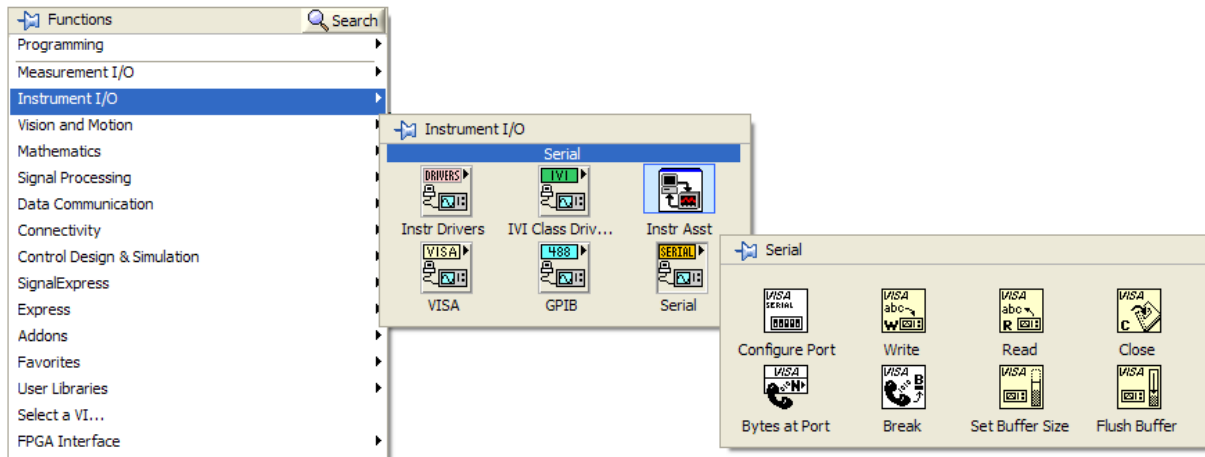 Functions
Search
Programming
Measurement I/O
Instrument I/O
Vision and Motion
Mathematics
Signal Processing
Data Communication
Connectivity
Control Design & Simulation
SignalExpress
Express
Addons
Favorites
User Libraries
Select a VI...
FPGA Interface
Instrument I/O
Serial
DRIVERS
IVI
Instr Drivers
IVI Class Driv...
Instr Asst
VISA
488
SERIAL
VISA
GPIB
Serial
Serial
VISA SERIAL
VISA abc W
VISA abc R
VISA C
Configure Port
Write
Read
Close
VISA N
VISA B
VISA
VISA
Bytes at Port
Break
Set Buffer Size
Flush Buffer